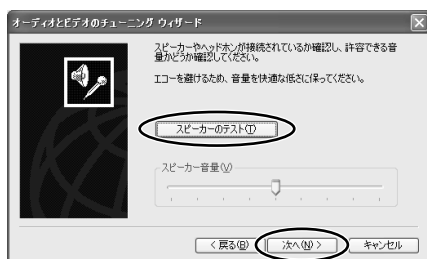 オーディオとビデオのチューニング ウィザード
スピーカーやヘッドホンが接続されているか確認し、許容できる音
量かどうか確認してください。
エコーを避けるため、音量を快適な低さに保ってください。
スピーカーのテスト(T)
スピーカー音量(V)
< 戻る(B)
次へ(N) >
キャンセル